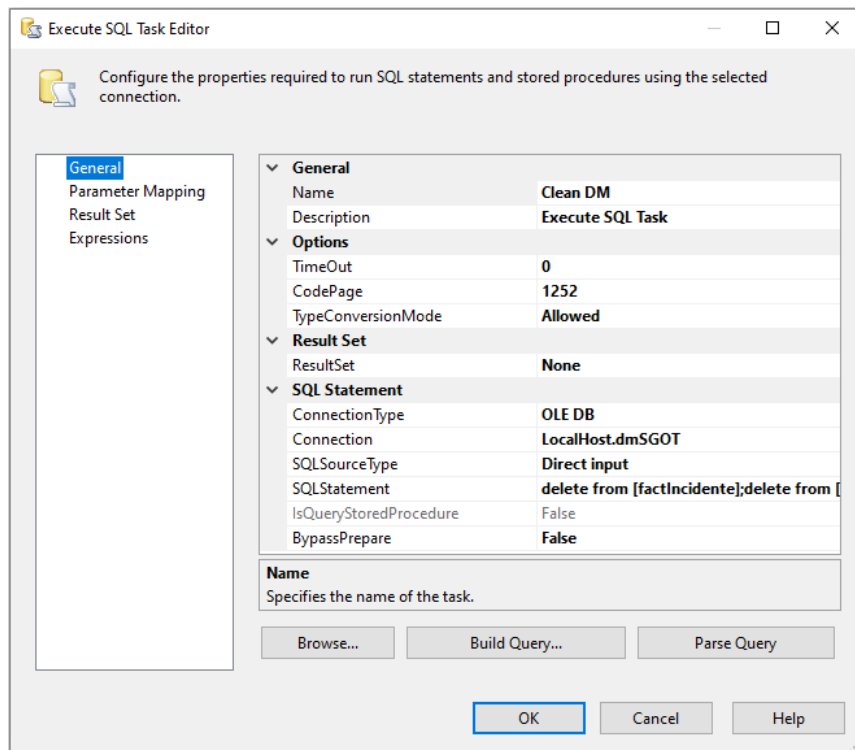 Execute SQL Task Editor
Configure the properties required to run SQL statements and stored procedures using the selected
connection.
General
Parameter Mapping
Result Set
Expressions
General
Name Clean DM
Description Execute SQL Task
Options
TimeOut 0
CodePage 1252
TypeConversionMode Allowed
Result Set
ResultSet None
SQL Statement
ConnectionType OLE DB
Connection LocalHost.dmSGOT
SQLSourceType Direct input
SQLStatement delete from [factIncidente];delete from [
IsQueryStoredProcedure False
BypassPrepare False
Name
Specifies the name of the task.
Browse... Build Query... Parse Query
OK Cancel Help